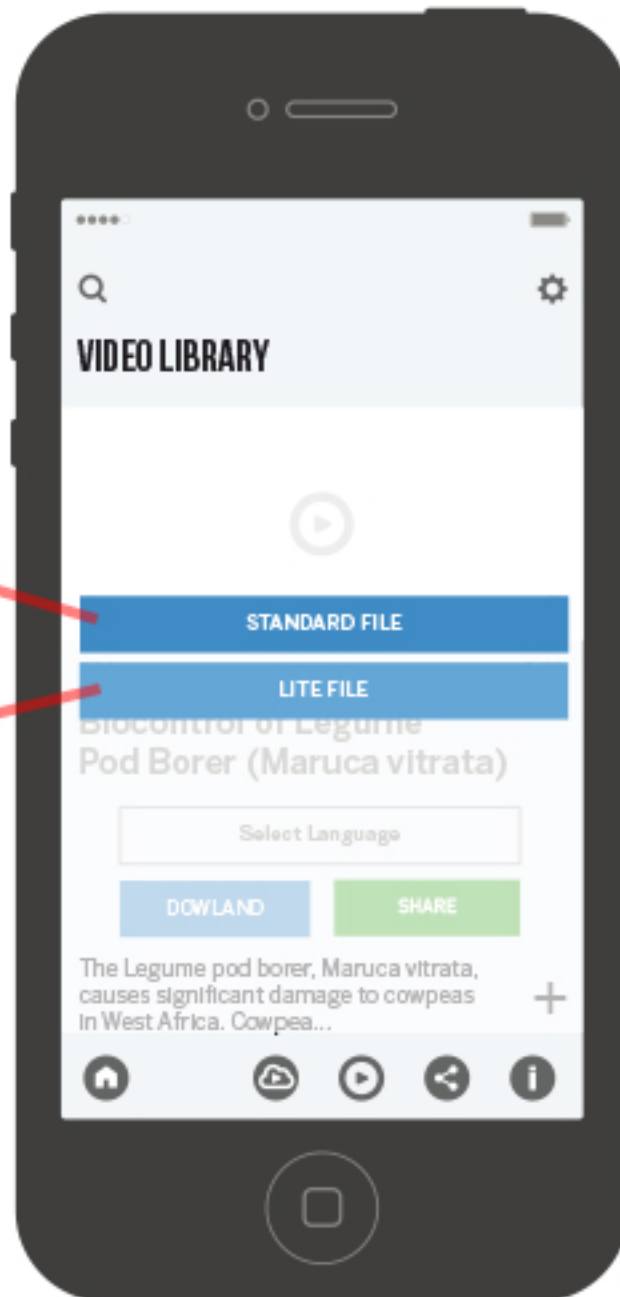 VIDEO LIBRARY
STANDARD FILE
LITE FILE
Biocontrol of Legume
Pod Borer (Maruca vitrata)
Select Language
DOWLAND
SHARE
The Legume pod borer, Maruca vitrata,
causes significant damage to cowpeas
in West Africa. Cowpea...